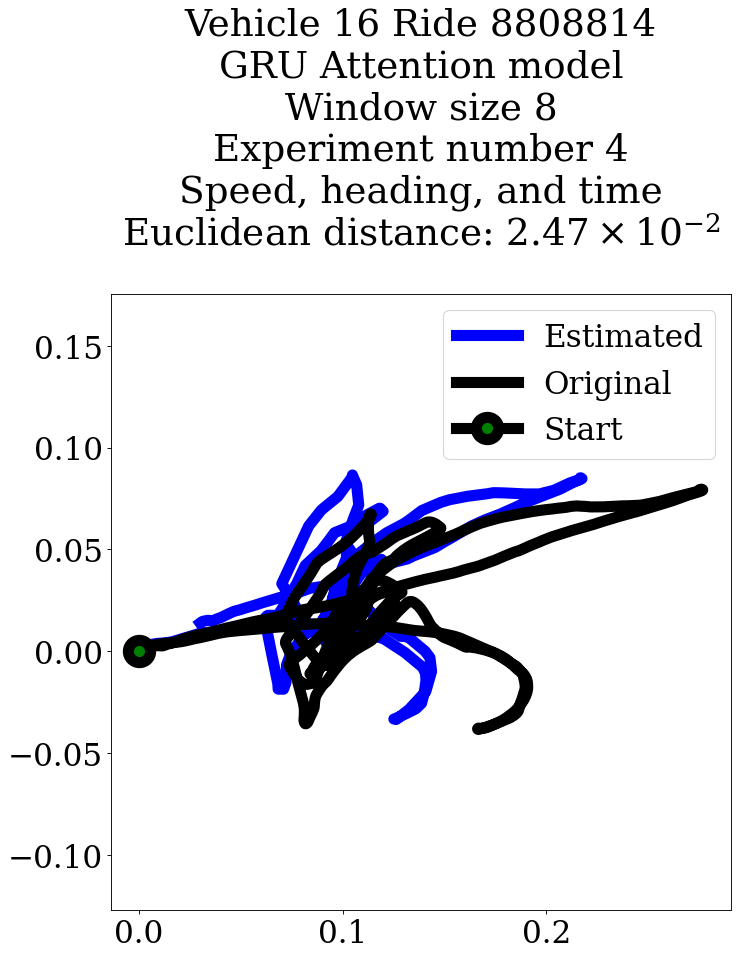 Vehicle 16 Ride 8808814
GRU Attention model
Window size 8
Experiment number 4
Speed, heading, and time
Euclidean distance: 2.47 × 10⁻²
Estimated
Original
Start
0.15
0.10
0.05
0.00
−0.05
−0.10
0.0 0.1 0.2